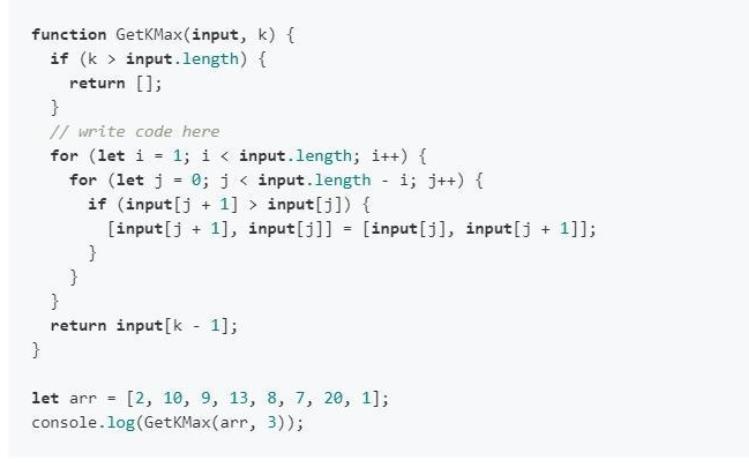 function GetKMax(input, k) {
  if (k > input.length) {
    return [];
  }
  // write code here
  for (let i = 1; i < input.length; i++) {
    for (let j = 0; j < input.length - i; j++) {
      if (input[j + 1] > input[j]) {
        [input[j + 1], input[j]] = [input[j], input[j + 1]];
      }
    }
  }
  return input[k - 1];
}

let arr = [2, 10, 9, 13, 8, 7, 20, 1];
console.log(GetKMax(arr, 3));